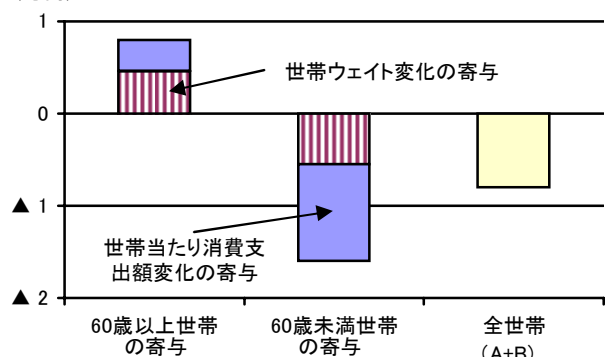 1
世帯ウェイト変化の寄与
0
▲ 1
世帯当たり消費支
出額変化の寄与
▲ 2
60歳以上世帯
の寄与
60歳未満世帯
の寄与
全世帯
(A+B)